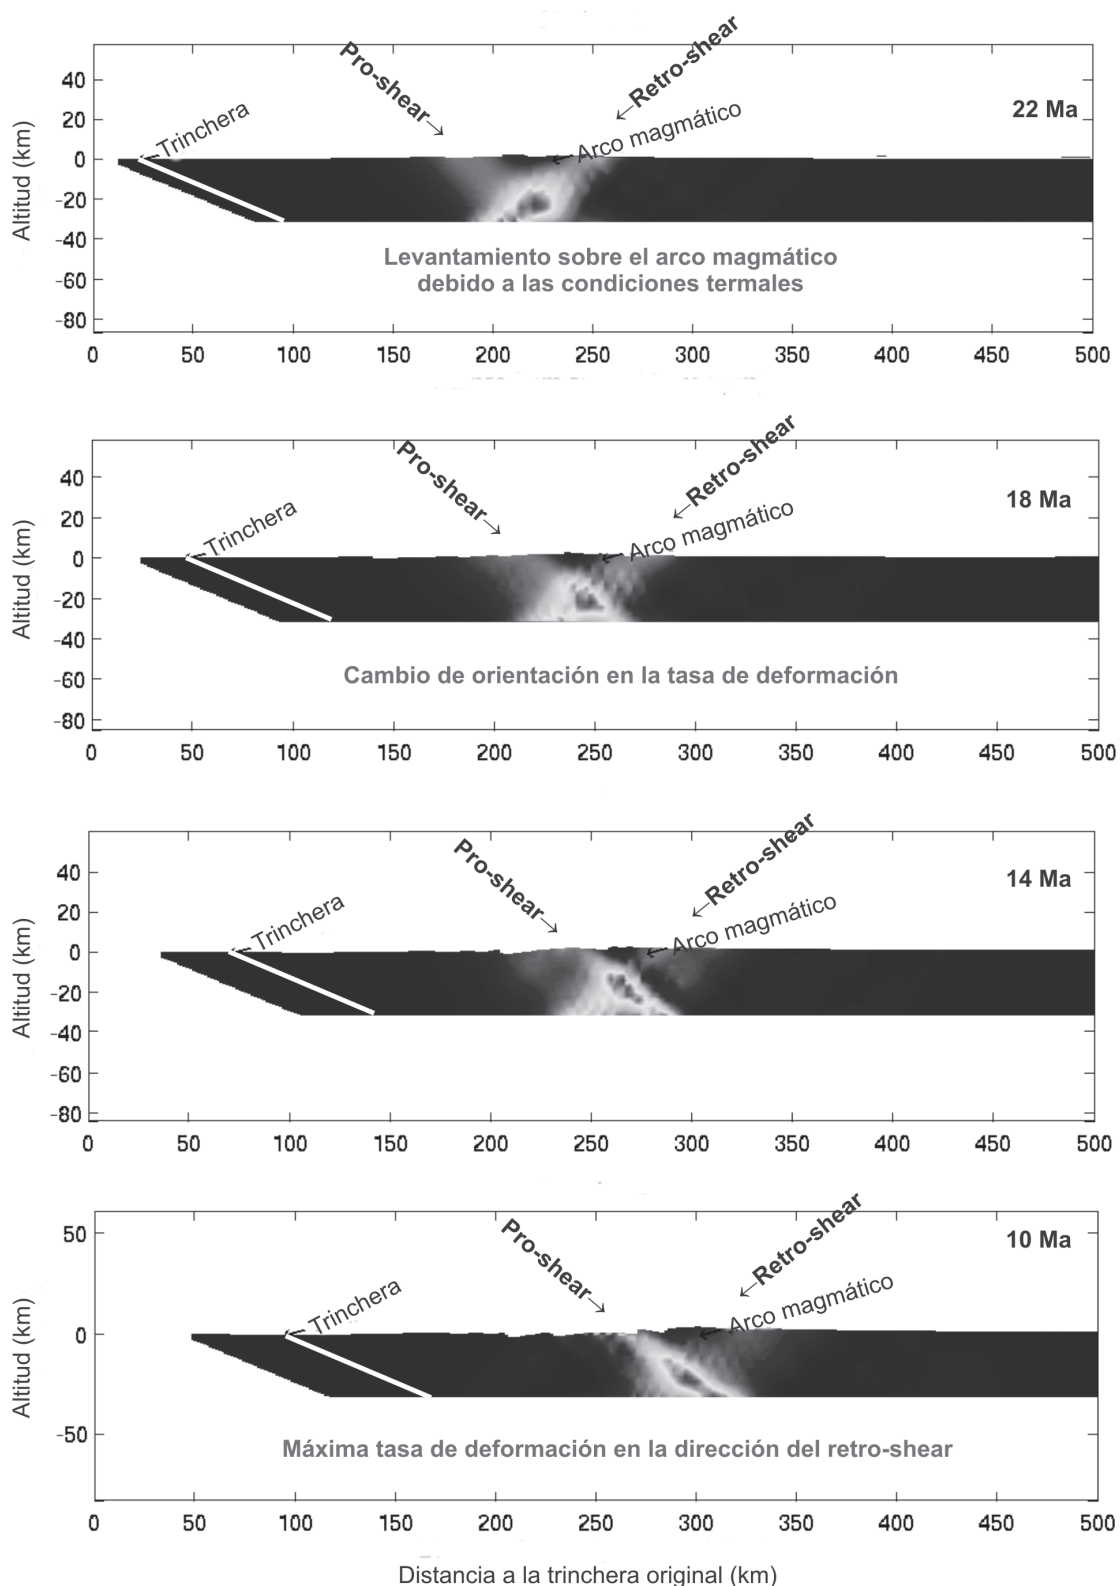 Pro-shear
Retro-shear
22 Ma
Trinchera
Arco magmático
Altitud (km)
40
20
0
-20
-40
-60
-80
Levantamiento sobre el arco magmático
debido a las condiciones termales
0 50 100 150 200 250 300 350 400 450 500
Pro-shear
Retro-shear
18 Ma
Trinchera
Arco magmático
Altitud (km)
40
20
0
-20
-40
-60
-80
Cambio de orientación en la tasa de deformación
0 50 100 150 200 250 300 350 400 450 500
Pro-shear
Retro-shear
14 Ma
Trinchera
Arco magmático
Altitud (km)
40
20
0
-20
-40
-60
-80
0 50 100 150 200 250 300 350 400 450 500
Pro-shear
Retro-shear
10 Ma
Trinchera
Arco magmático
Altitud (km)
50
0
-50
Máxima tasa de deformación en la dirección del retro-shear
0 50 100 150 200 250 300 350 400 450 500
Distancia a la trinchera original (km)